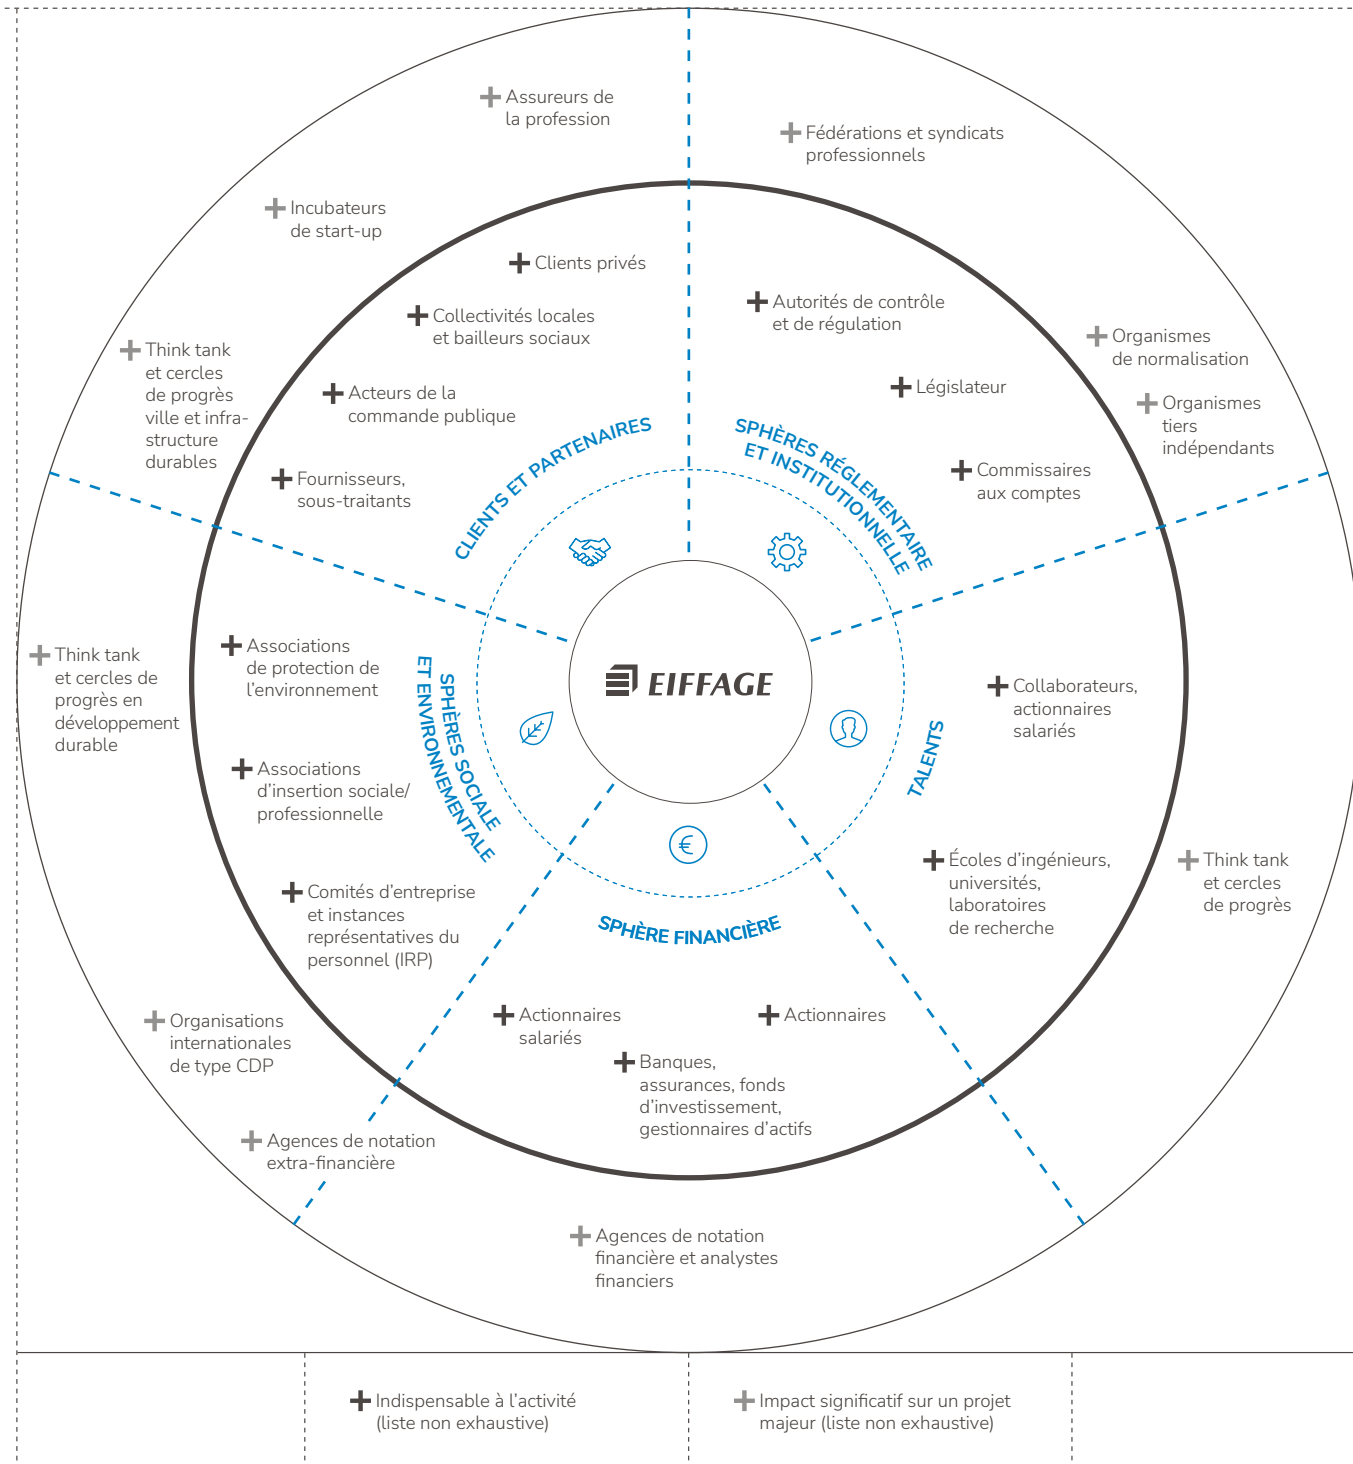 Assureurs de
la profession
Fédérations et syndicats
professionnels
Incubateurs
de start-up
Clients privés
Collectivités locales
et bailleurs sociaux
Autorités de contrôle
et de régulation
Think tank
et cercles
de progrès
ville et infra-
structure
durables
Organismes
de normalisation
Acteurs de la
commande publique
Législateur
Organismes
tiers
indépendants
Fournisseurs,
sous-traitants
Commissaires
aux comptes
CLIENTS ET PARTENAIRES
SPHÈRES RÉGLEMENTAIRE
ET INSTITUTIONNELLE
Think tank
et cercles de
progrès en
développement
durable
Associations
de protection de
l’environnement
SPHÈRES SOCIALE
ET ENVIRONNEMENTALE
EIFFAGE
Collaborateurs,
actionnaires
salariés
TALENTS
Associations
d’insertion sociale/
professionnelle
Écoles d’ingénieurs,
universités,
laboratoires
de recherche
Think tank
et cercles
de progrès
Comités d’entreprise
et instances
représentatives du
personnel (IRP)
SPHÈRE FINANCIÈRE
Organisations
internationales
de type CDP
Actionnaires
salariés
Actionnaires
Banques,
assurances, fonds
d’investissement,
gestionnaires d’actifs
Agences de notation
extra-financière
Agences de notation
financière et analystes
financiers
Indispensable à l’activité
(liste non exhaustive)
Impact significatif sur un projet
majeur (liste non exhaustive)